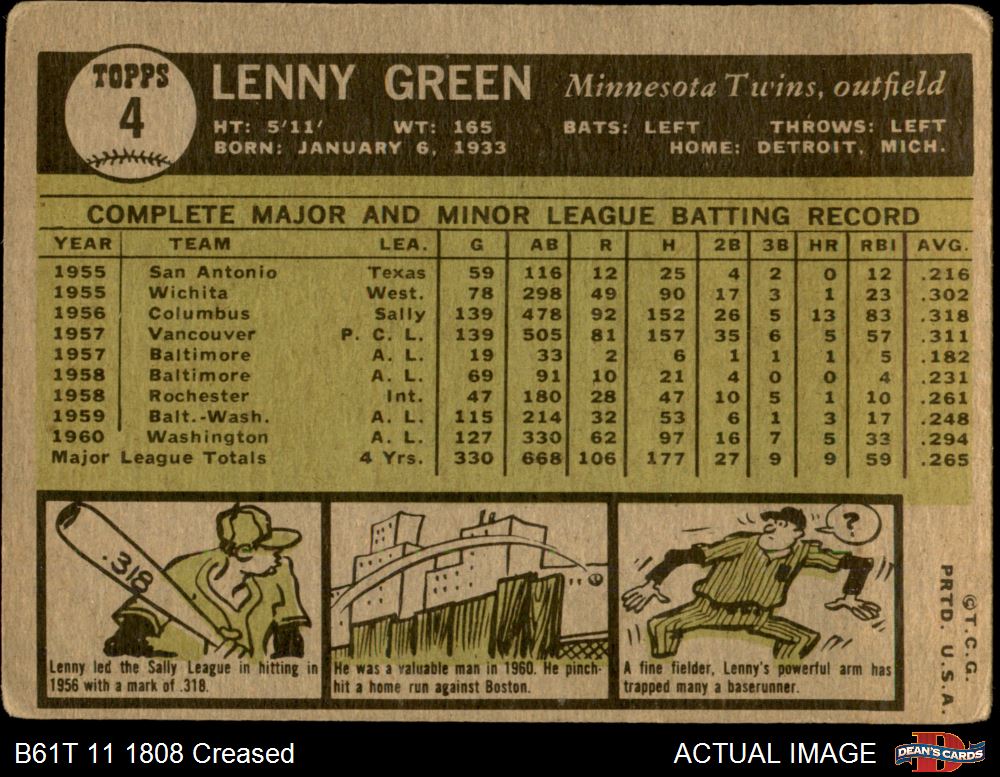 TOPPS
4
LENNY GREEN Minnesota Twins, outfield
HT: 5'11' WT: 165 BATS: LEFT THROWS: LEFT
BORN: JANUARY 6, 1933 HOME: DETROIT, MICH.
COMPLETE MAJOR AND MINOR LEAGUE BATTING RECORD
YEAR TEAM LEA. G AB R H 2B 3B HR RBI AVG.
1955 San Antonio Texas 59 116 12 25 4 2 0 12 .216
1955 Wichita West. 78 298 49 90 17 3 1 23 .302
1956 Columbus Sally 139 478 92 152 26 5 13 83 .318
1957 Vancouver P. C. L. 139 505 81 157 35 6 5 57 .311
1957 Baltimore A. L. 19 33 2 6 1 1 1 5 .182
1958 Baltimore A. L. 69 91 10 21 4 0 0 4 .231
1958 Rochester Int. 47 180 28 47 10 5 1 10 .261
1959 Balt.-Wash. A. L. 115 214 32 53 6 1 3 17 .248
1960 Washington A. L. 127 330 62 97 16 7 5 33 .294
Major League Totals 4 Yrs. 330 668 106 177 27 9 9 59 .265
.318
Lenny led the Sally League in hitting in
1956 with a mark of .318.
He was a valuable man in 1960. He pinch-
hit a home run against Boston.
?
A fine fielder, Lenny's powerful arm has
trapped many a baserunner.
© T. C. G.
PRTD. U. S. A.
B61T 11 1808 Creased
ACTUAL IMAGE
D
DEAN'S CARDS